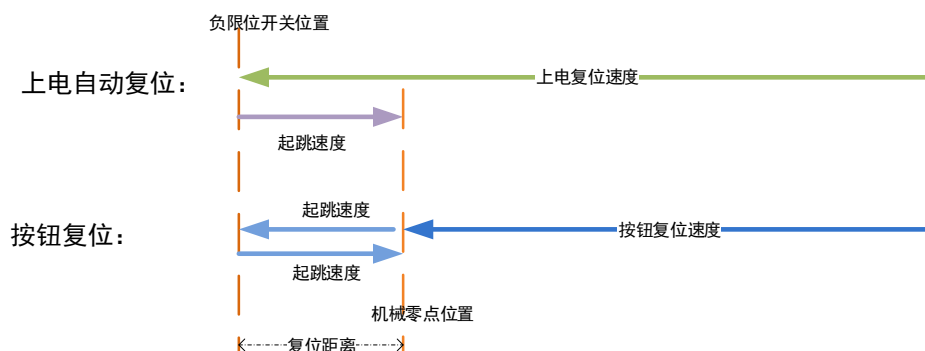 负限位开关位置
上电自动复位：
上电复位速度
起跳速度
按钮复位：
起跳速度
按钮复位速度
起跳速度
机械零点位置
复位距离